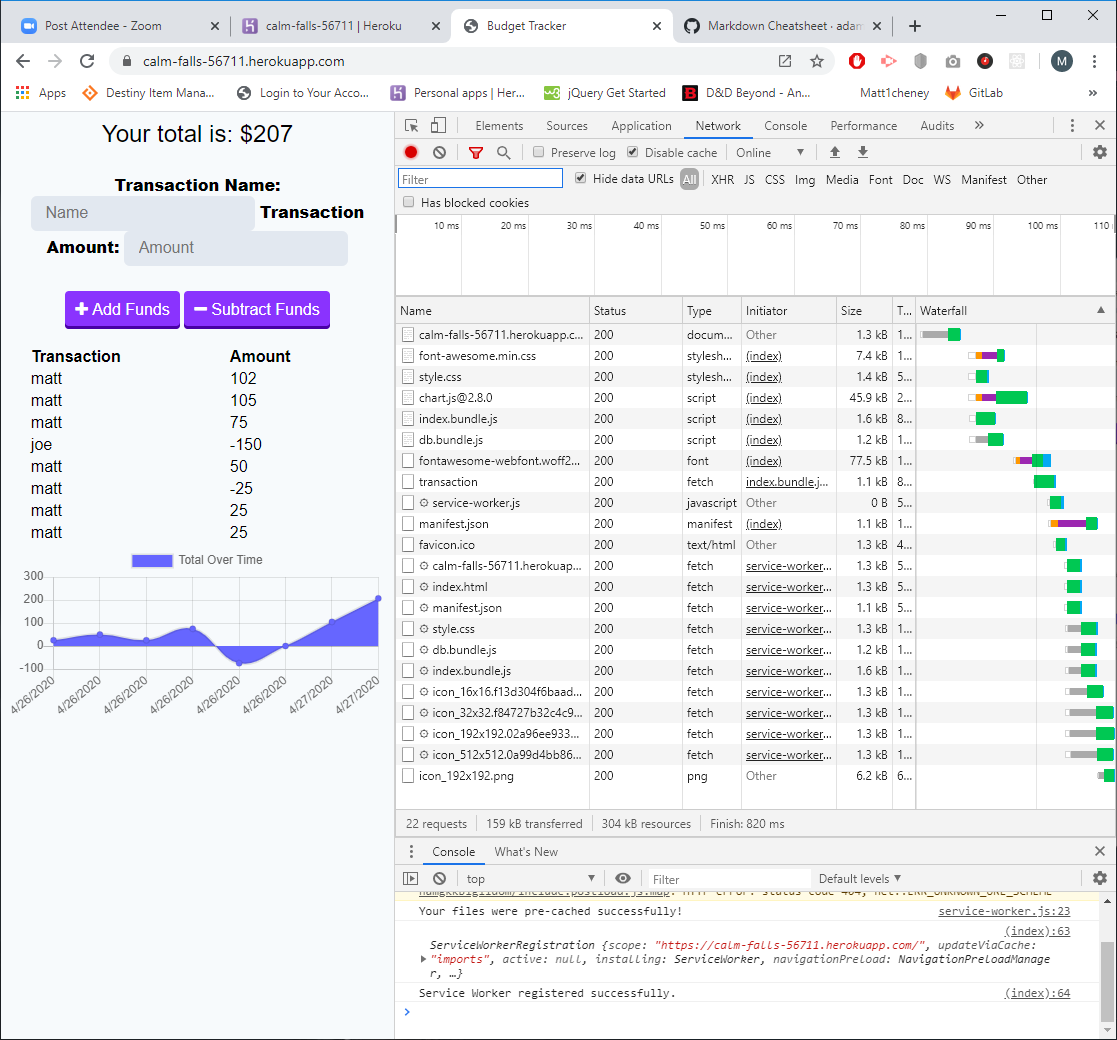 Post Attendee - Zoom
calm-falls-56711 | Heroku
Budget Tracker
Markdown Cheatsheet · adam
calm-falls-56711.herokuapp.com
M
Apps
Destiny Item Mana...
Login to Your Acco...
Personal apps | Her...
jQuery Get Started
D&D Beyond - An...
Matt1cheney
GitLab
»
Your total is: $207
Transaction Name:
Name
Transaction
Amount:
Amount
Add Funds
Subtract Funds
Transaction Amount
matt 102
matt 105
matt 75
joe -150
matt 50
matt -25
matt 25
matt 25
Total Over Time
300
200
100
0
-100
4/26/2020
4/26/2020
4/26/2020
4/26/2020
4/26/2020
4/26/2020
4/27/2020
4/27/2020
Elements Sources Application Network Console Performance Audits »
Preserve log Disable cache Online
Filter
Hide data URLs All XHR JS CSS Img Media Font Doc WS Manifest Other
Has blocked cookies
10 ms 20 ms 30 ms 40 ms 50 ms 60 ms 70 ms 80 ms 90 ms 100 ms 110
Name Status Type Initiator Size T... Waterfall
calm-falls-56711.herokuapp.c... 200 docum... Other 1.3 kB 1...
font-awesome.min.css 200 stylesh... (index) 7.4 kB 1...
style.css 200 stylesh... (index) 1.4 kB 5...
chart.js@2.8.0 200 script (index) 45.9 kB 2...
index.bundle.js 200 script (index) 1.6 kB 8...
db.bundle.js 200 script (index) 1.2 kB 1...
fontawesome-webfont.woff2... 200 font (index) 77.5 kB 1...
transaction 200 fetch index.bundle.j... 1.1 kB 8...
service-worker.js 200 javascript Other 0 B 5...
manifest.json 200 manifest (index) 1.1 kB 1...
favicon.ico 200 text/html Other 1.3 kB 4...
calm-falls-56711.herokuap... 200 fetch service-worker... 1.3 kB 5...
index.html 200 fetch service-worker... 1.3 kB 5...
manifest.json 200 fetch service-worker... 1.1 kB 5...
style.css 200 fetch service-worker... 1.3 kB 5...
db.bundle.js 200 fetch service-worker... 1.2 kB 1...
index.bundle.js 200 fetch service-worker... 1.6 kB 1...
icon_16x16.f13d304f6baad... 200 fetch service-worker... 1.3 kB 1...
icon_32x32.f84727b32c4c9... 200 fetch service-worker... 1.3 kB 1...
icon_192x192.02a96ee933... 200 fetch service-worker... 1.3 kB 1...
icon_512x512.0a99d4bb86... 200 fetch service-worker... 1.3 kB 1...
icon_192x192.png 200 png Other 6.2 kB 6...
22 requests 159 kB transferred 304 kB resources Finish: 820 ms
Console What's New
top Filter Default levels
Your files were pre-cached successfully! service-worker.js:23
(index):63
ServiceWorkerRegistration {scope: "https://calm-falls-56711.herokuapp.com/", updateViaCache:
"imports", active: null, installing: ServiceWorker, navigationPreload: NavigationPreloadManage
r, …}
Service Worker registered successfully. (index):64